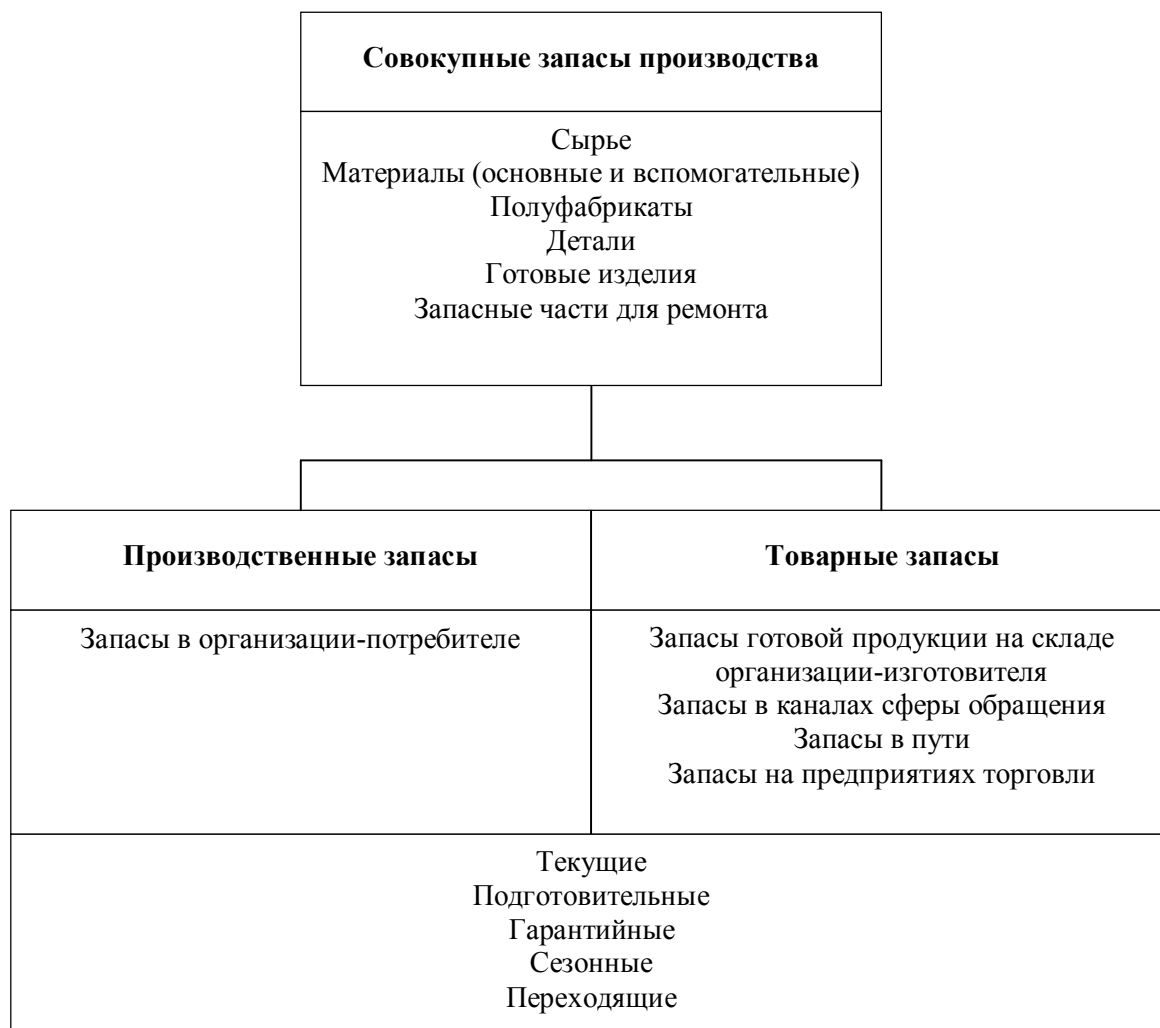 Совокупные запасы производства
Сырье
Материалы (основные и вспомогательные)
Полуфабрикаты
Детали
Готовые изделия
Запасные части для ремонта
Производственные запасы
Запасы в организации-потребителе
Товарные запасы
Запасы готовой продукции на складе
организации-изготовителя
Запасы в каналах сферы обращения
Запасы в пути
Запасы на предприятиях торговли
Текущие
Подготовительные
Гарантийные
Сезонные
Переходящие